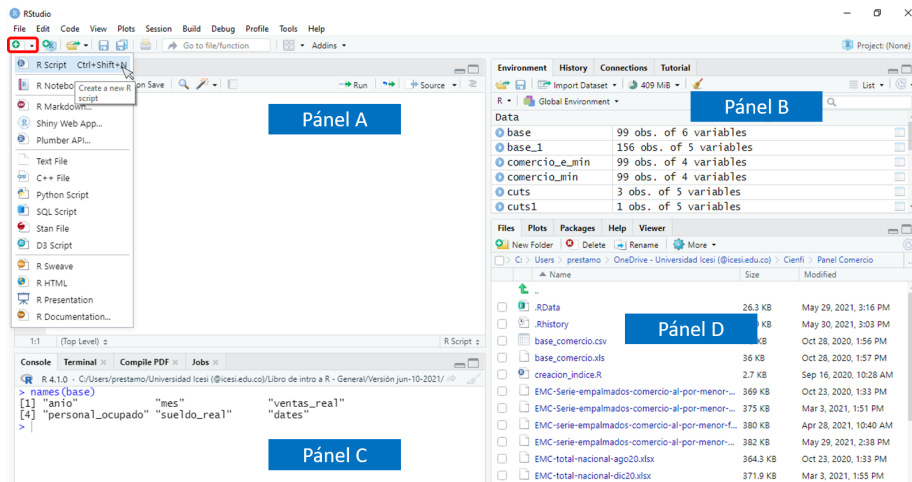 RStudio
File Edit Code View Plots Session Build Debug Profile Tools Help
Go to file/function
Addins
Project: (None)
R Script Ctrl+Shift+N
R Notebo
Create a new R script
on Save
Run
Source
R Markdown...
Shiny Web App...
Plumber API...
Text File
C++ File
Python Script
SQL Script
Stan File
D3 Script
R Sweave
R HTML
R Presentation
R Documentation...
Pánel A
1:1 (Top Level)
R Script
Environment History Connections Tutorial
Import Dataset 409 MiB
List
R Global Environment
Pánel B
Data
base 99 obs. of 6 variables
base_1 156 obs. of 5 variables
comercio_e_min 99 obs. of 4 variables
comercio_min 99 obs. of 4 variables
cuts 3 obs. of 5 variables
cuts1 1 obs. of 5 variables
Console Terminal Compile PDF Jobs
R 4.1.0 · C:/Users/prestamo/Universidad Icesi (@icesi.edu.co)/Libro de intro a R - General/Versión jun-10-2021/
> names(base)
[1] "anio" "mes" "ventas_real"
[4] "personal_ocupado" "sueldo_real" "dates"
>
Pánel C
Files Plots Packages Help Viewer
New Folder Delete Rename More
C: > Users > prestamo > OneDrive - Universidad Icesi (@icesi.edu.co) > Cienfi > Panel Comercio
Name Size Modified
..
.RData 26.3 KB May 29, 2021, 3:16 PM
.Rhistory KB May 30, 2021, 3:03 PM
Pánel D
base_comercio.csv KB Oct 28, 2020, 1:56 PM
base_comercio.xls 36 KB Oct 28, 2020, 1:57 PM
creacion_indice.R 2.7 KB Sep 16, 2020, 10:28 AM
EMC-Serie-empalmados-comercio-al-por-menor-... 369 KB Oct 23, 2020, 1:33 PM
EMC-serie-empalmados-comercio-al-por-menor-... 375 KB Mar 3, 2021, 1:51 PM
EMC-serie-empalmados-comercio-al-por-menor-f... 380 KB Apr 28, 2021, 10:40 AM
EMC-serie-empalmados-comercio-al-por-menor-... 382 KB May 29, 2021, 2:38 PM
EMC-total-nacional-ago20.xlsx 364.3 KB Oct 23, 2020, 1:33 PM
EMC-total-nacional-dic20.xlsx 371.9 KB Mar 3, 2021, 1:55 PM